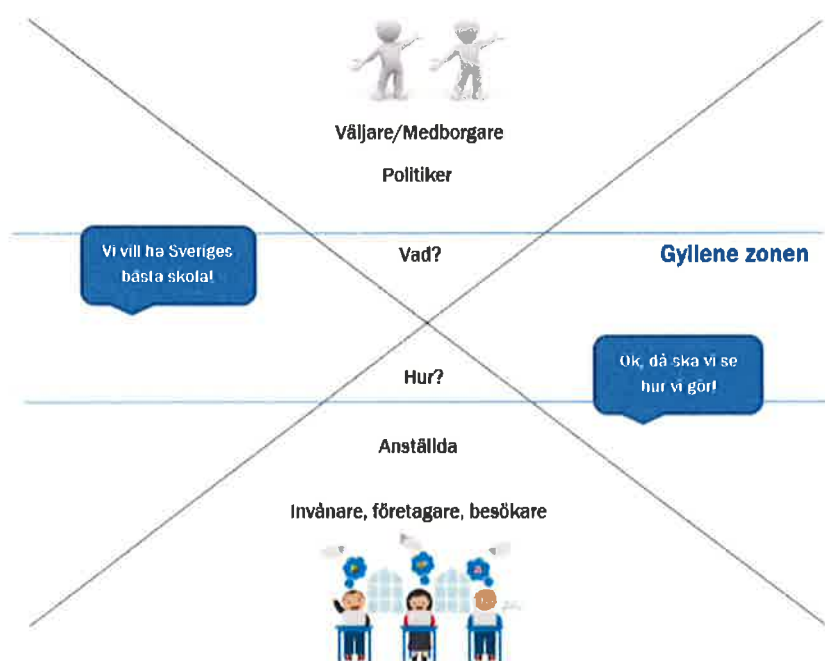 Väljare/Medborgare
Politiker
Vi vill ha Sveriges
bästa skola!
Vad?
Gyllene zonen
Ok, då ska vi se
hur vi gör!
Hur?
Anställda
Invånare, företagare, besökare